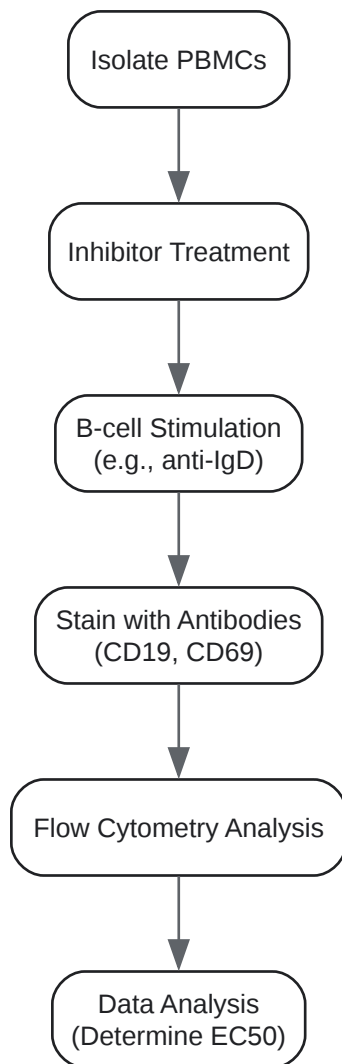 Isolate PBMCs
Inhibitor Treatment
B-cell Stimulation
(e.g., anti-IgD)
Stain with Antibodies
(CD19, CD69)
Flow Cytometry Analysis
Data Analysis
(Determine EC50)